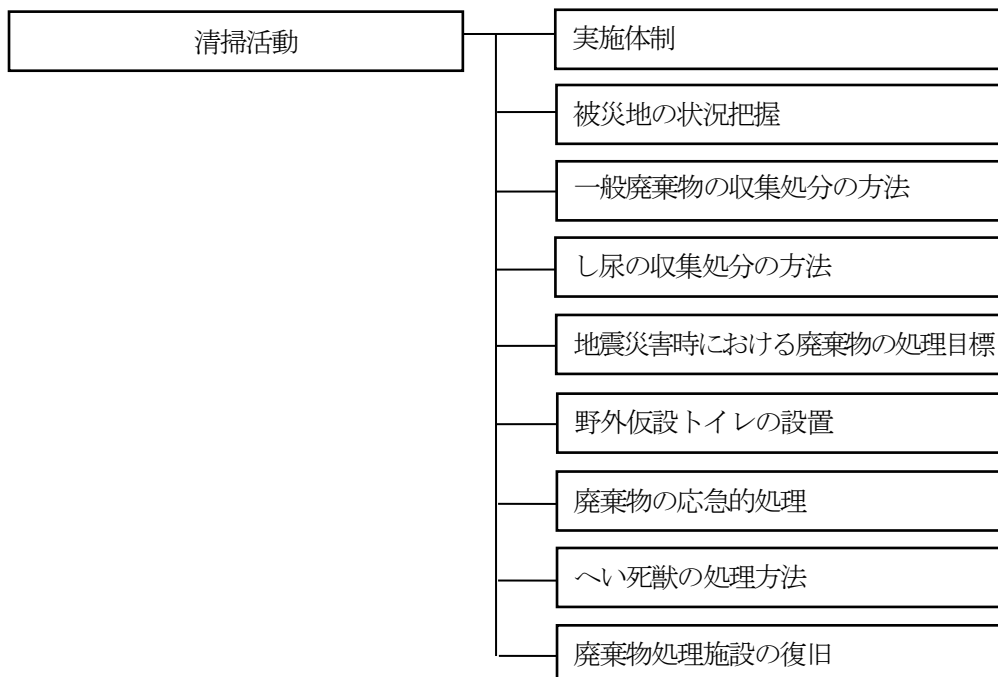 清掃活動
実施体制
被災地の状況把握
一般廃棄物の収集処分の方法
し尿の収集処分の方法
地震災害時における廃棄物の処理目標
野外仮設トイレの設置
廃棄物の応急的処理
へい死獣の処理方法
廃棄物処理施設の復旧